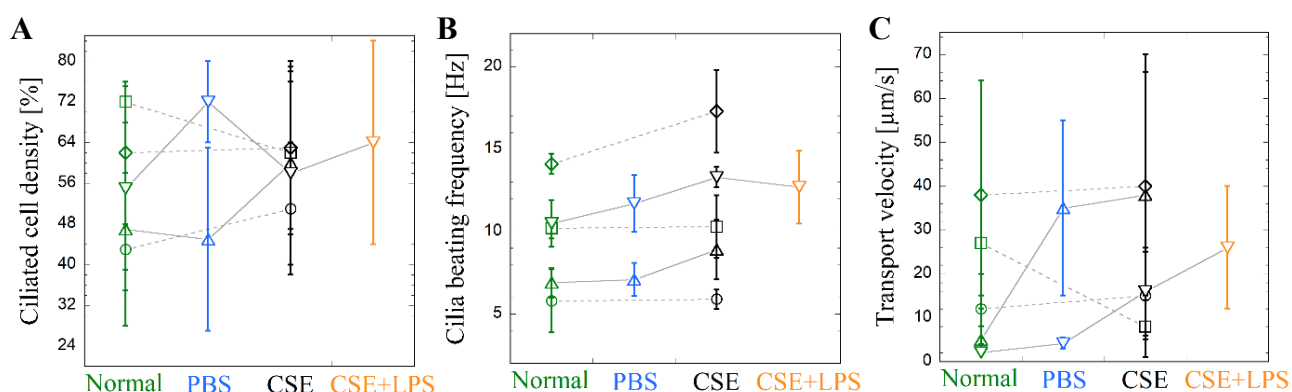 A
Ciliated cell density [%]
80
72
64
56
48
40
32
24
Normal PBS CSE CSE+LPS
B
Cilia beating frequency [Hz]
20
15
10
5
Normal PBS CSE CSE+LPS
C
Transport velocity [µm/s]
70
60
50
40
30
20
10
0
Normal PBS CSE CSE+LPS